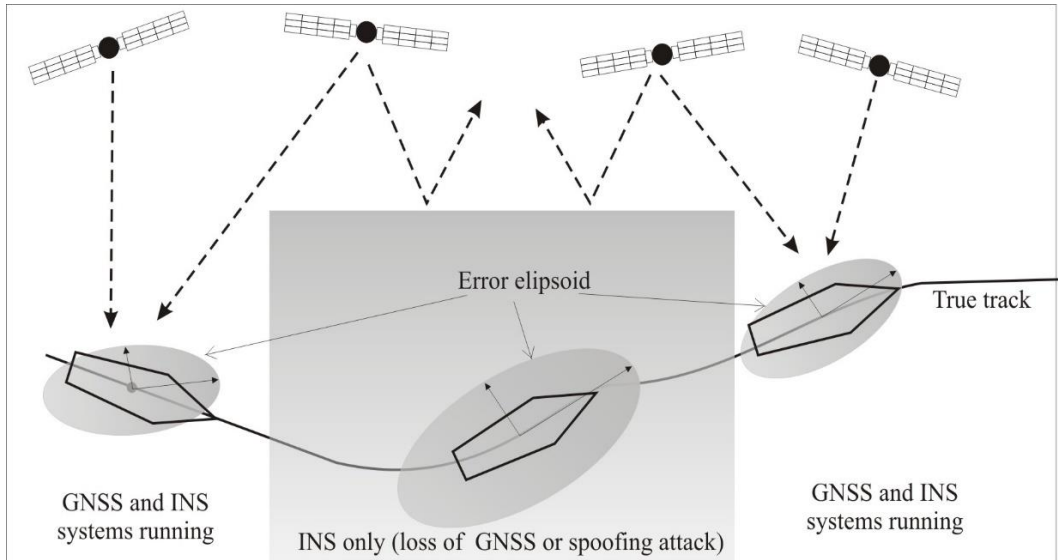 Error elipsoid
True track
GNSS and INS
systems running
INS only (loss of GNSS or spoofing attack)
GNSS and INS
systems running